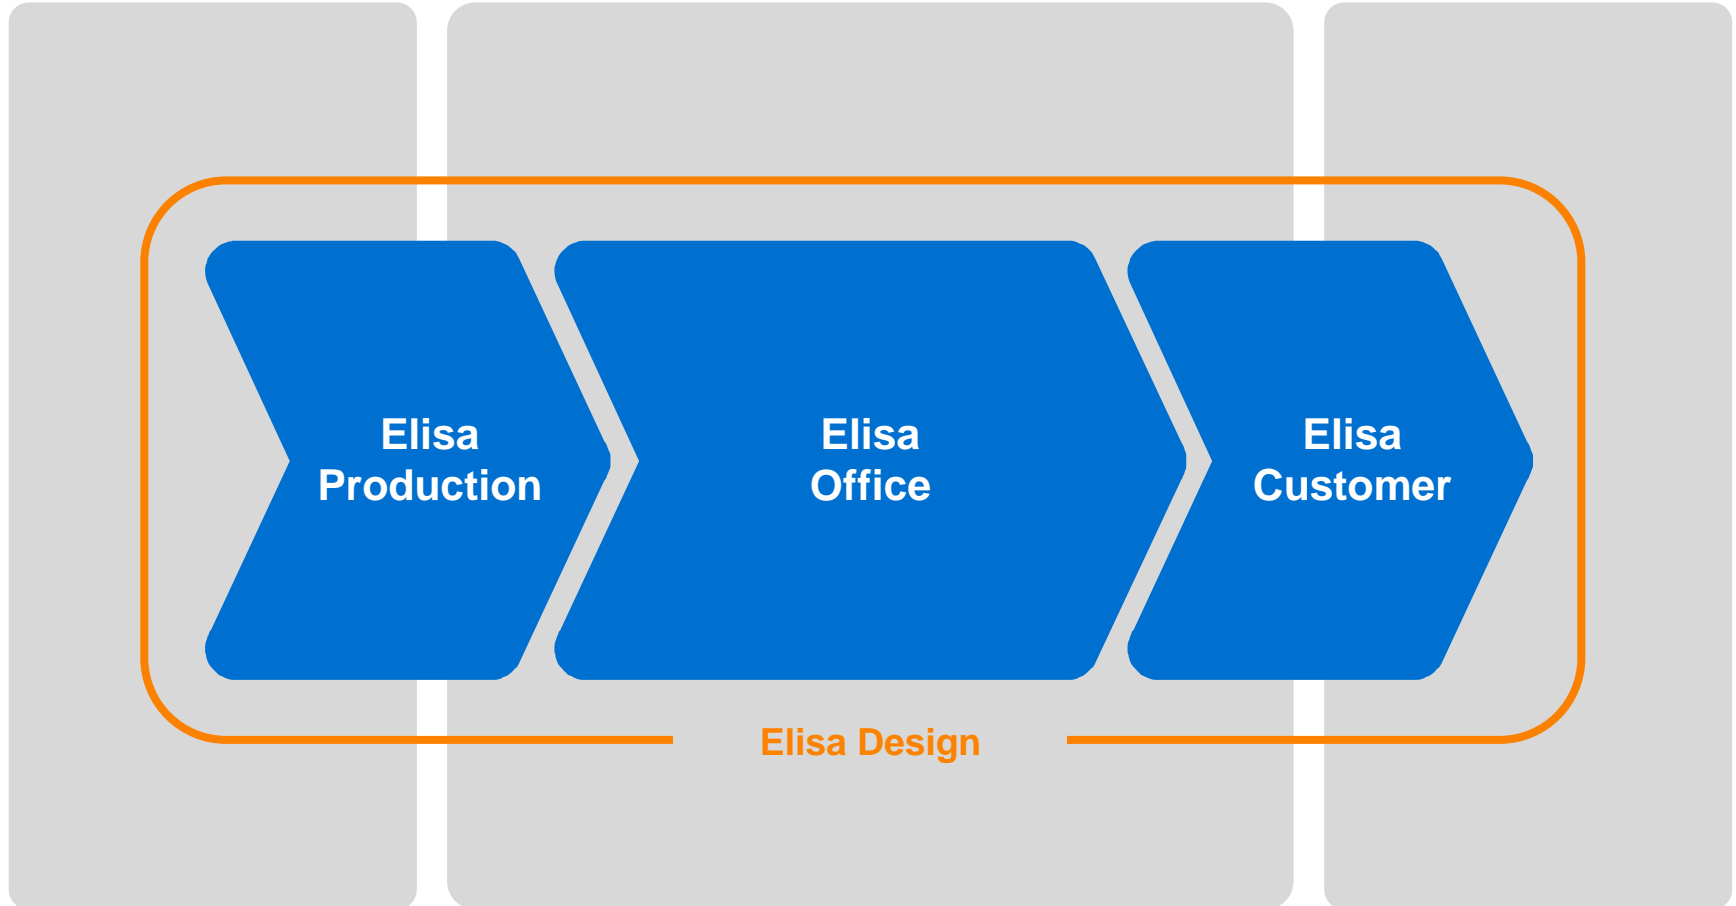 Elisa
Production
Elisa
Office
Elisa
Customer
Elisa Design